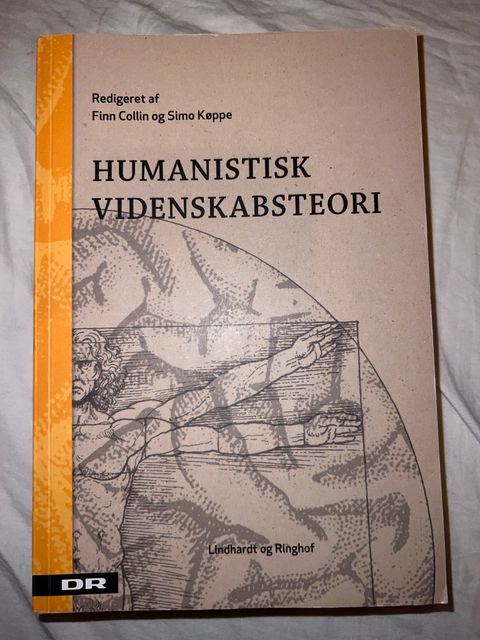 Redigeret af
Finn Collin og Simo Køppe
HUMANISTISK
VIDENSKABSTEORI
Lindhardt og Ringhof
DR